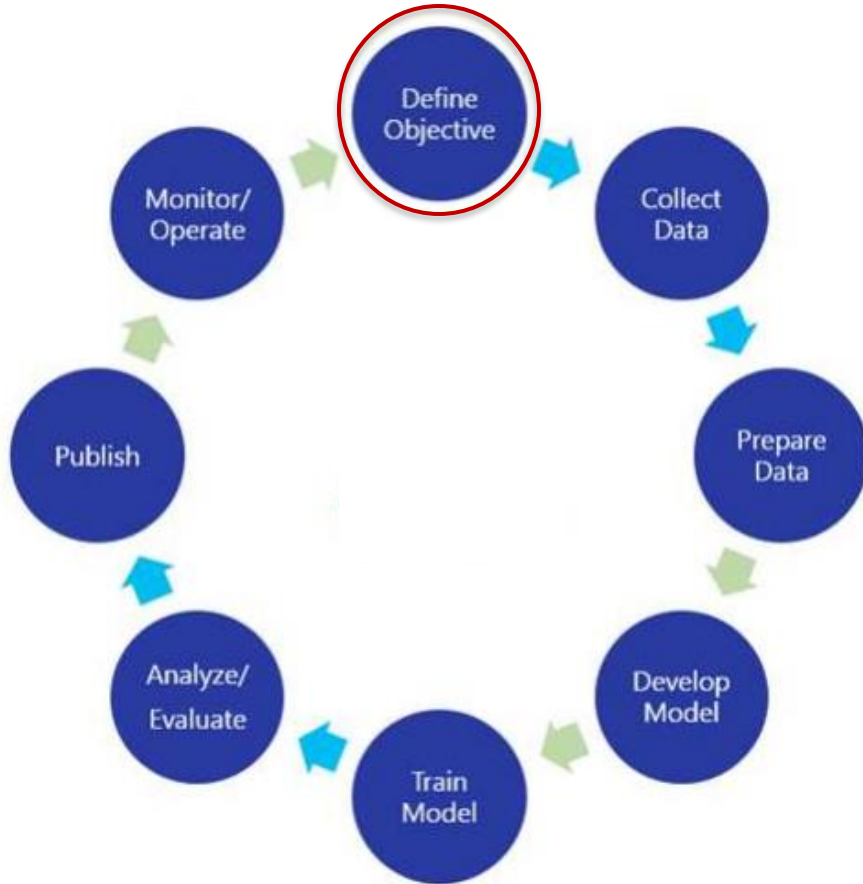 Define
Objective
Collect
Data
Prepare
Data
Develop
Model
Train
Model
Analyze/
Evaluate
Publish
Monitor/
Operate